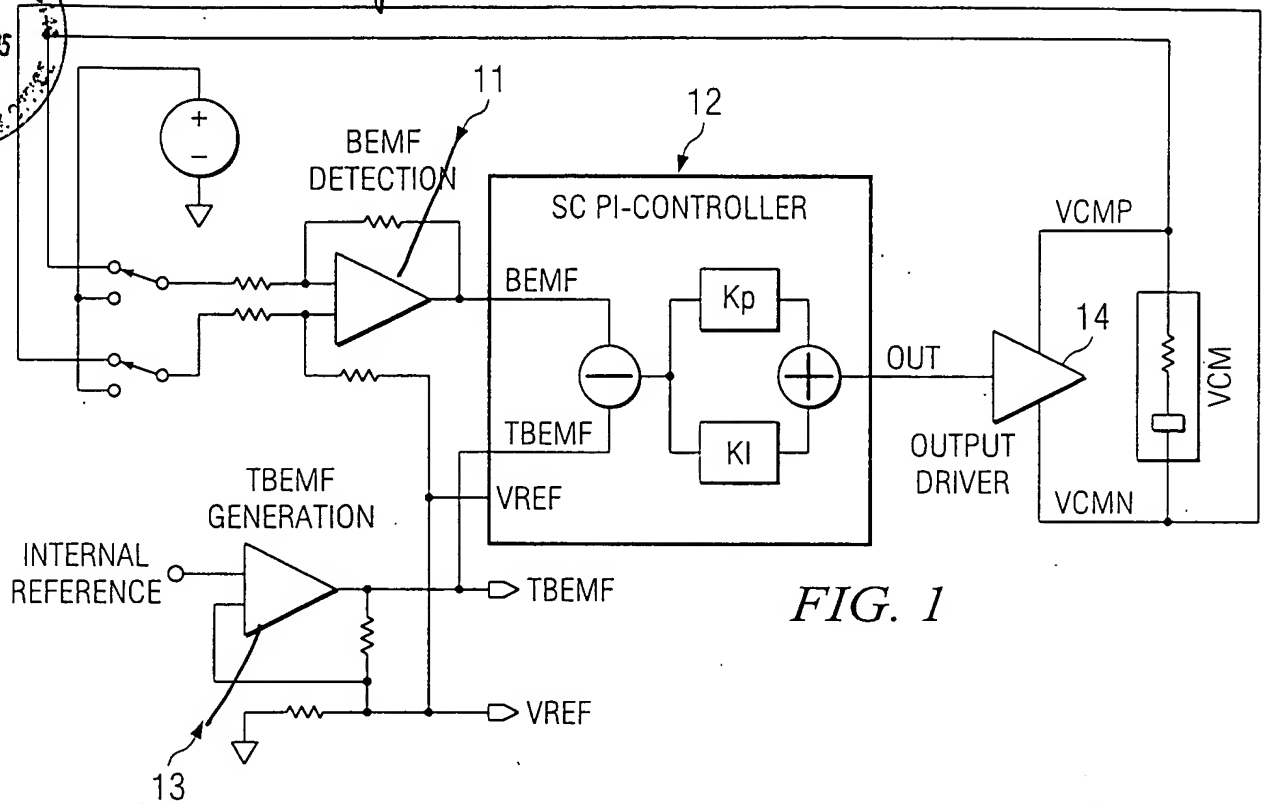 11
12
BEMF
DETECTION
+
−
SC PI-CONTROLLER
VCMP
BEMF
Kp
14
OUT
VCM
TBEMF
KI
OUTPUT
DRIVER
TBEMF
GENERATION
VREF
VCMN
INTERNAL
REFERENCE
TBEMF
FIG. 1
VREF
13